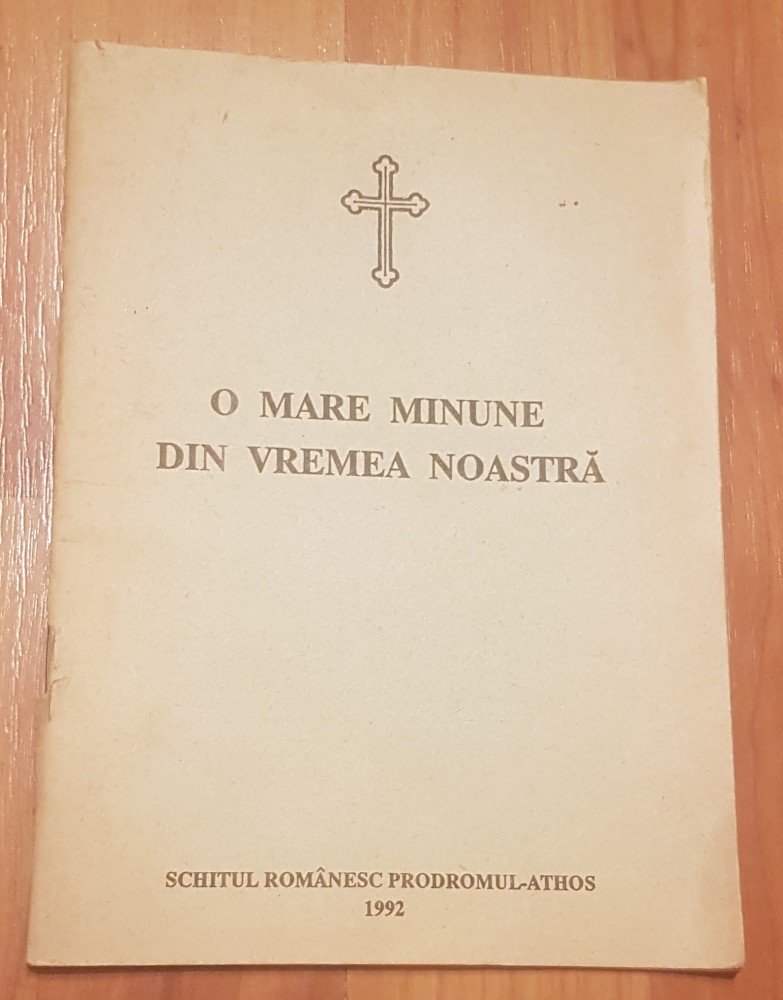 O MARE MINUNE
DIN VREMEA NOASTRĂ
SCHITUL ROMÂNESC PRODROMUL-ATHOS
1992